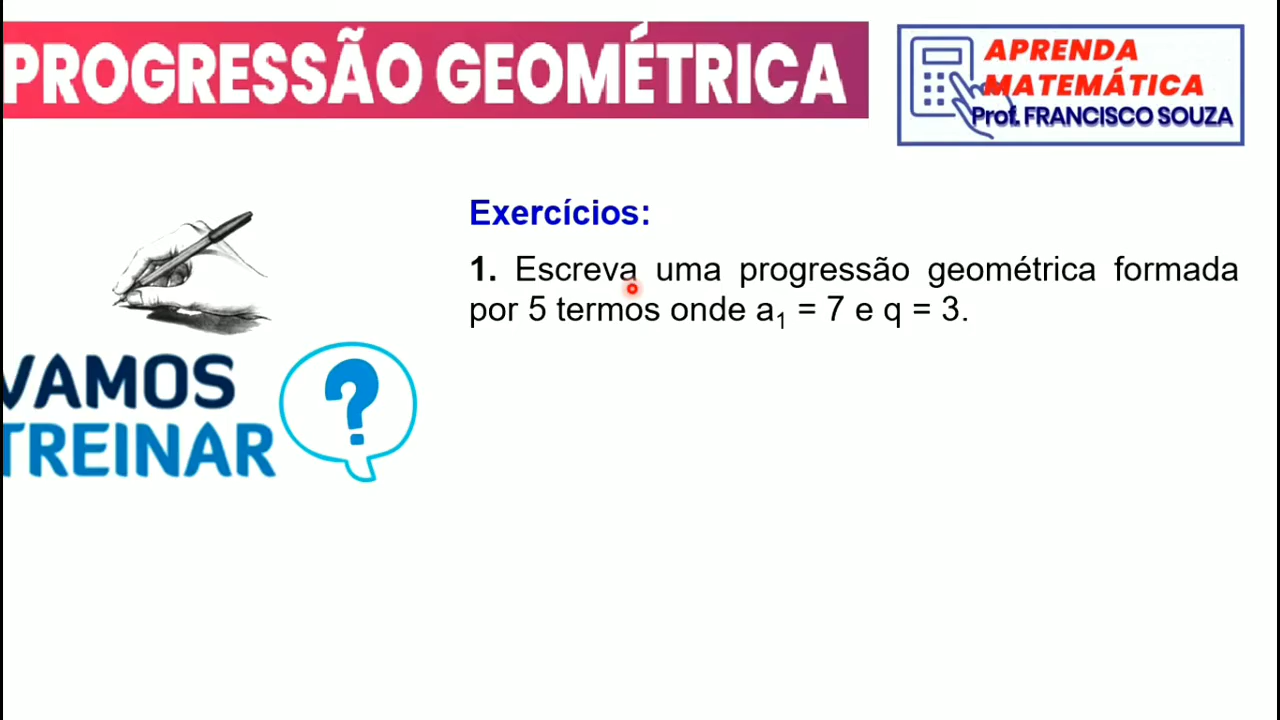 PROGRESSÃO GEOMÉTRICA
APRENDA
MATEMÁTICA
Prof. FRANCISCO SOUZA
Exercícios:
1. Escreva uma progressão geométrica formada
por 5 termos onde a₁ = 7 e q = 3.
VAMOS
TREINAR
?